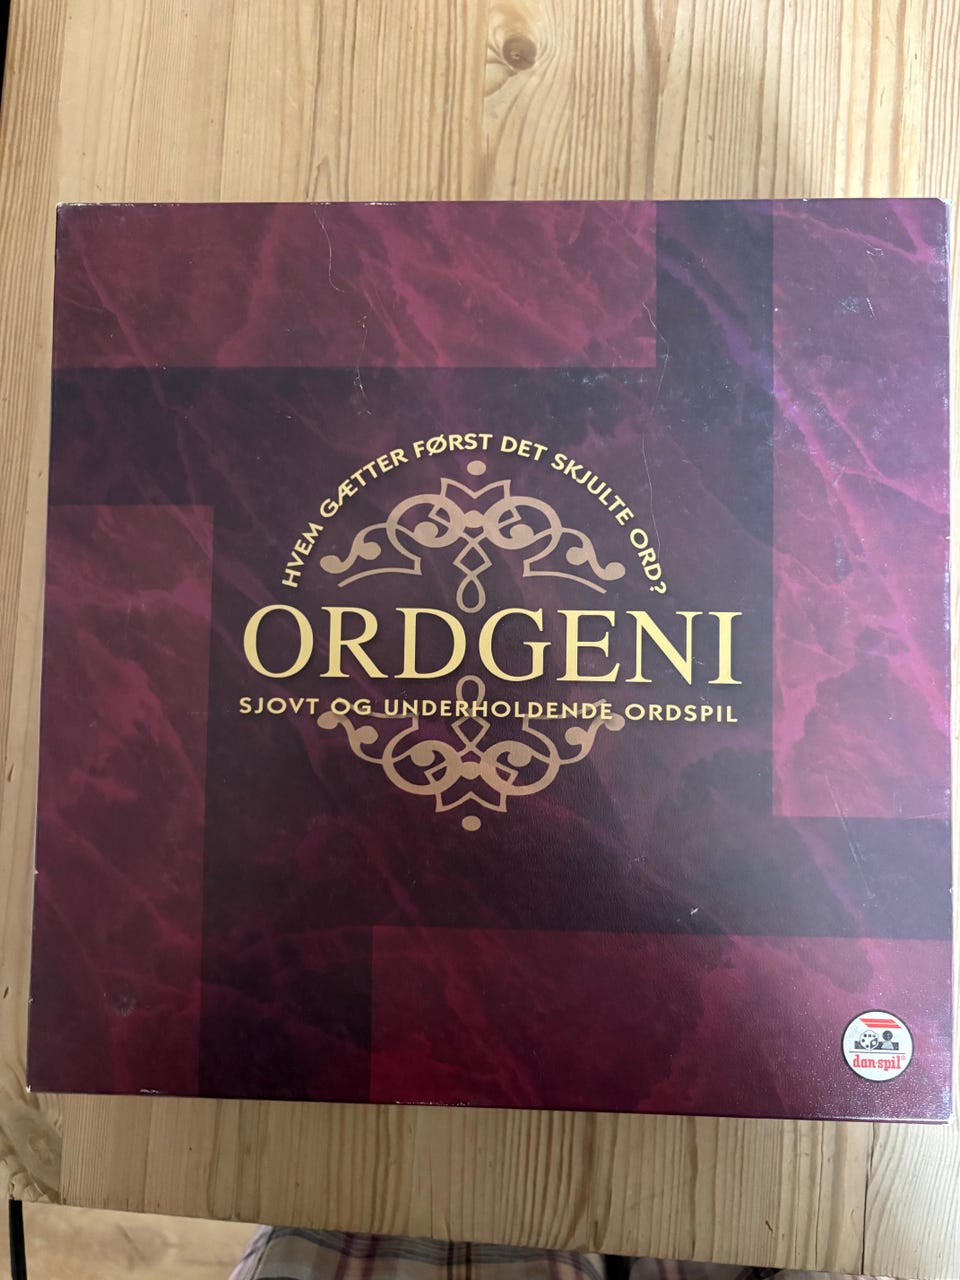 HVEM GÆTTER FØRST DET SKJULTE ORD?
ORDGENI
SJOVT OG UNDERHOLDENDE ORDSPIL
dan-spil®